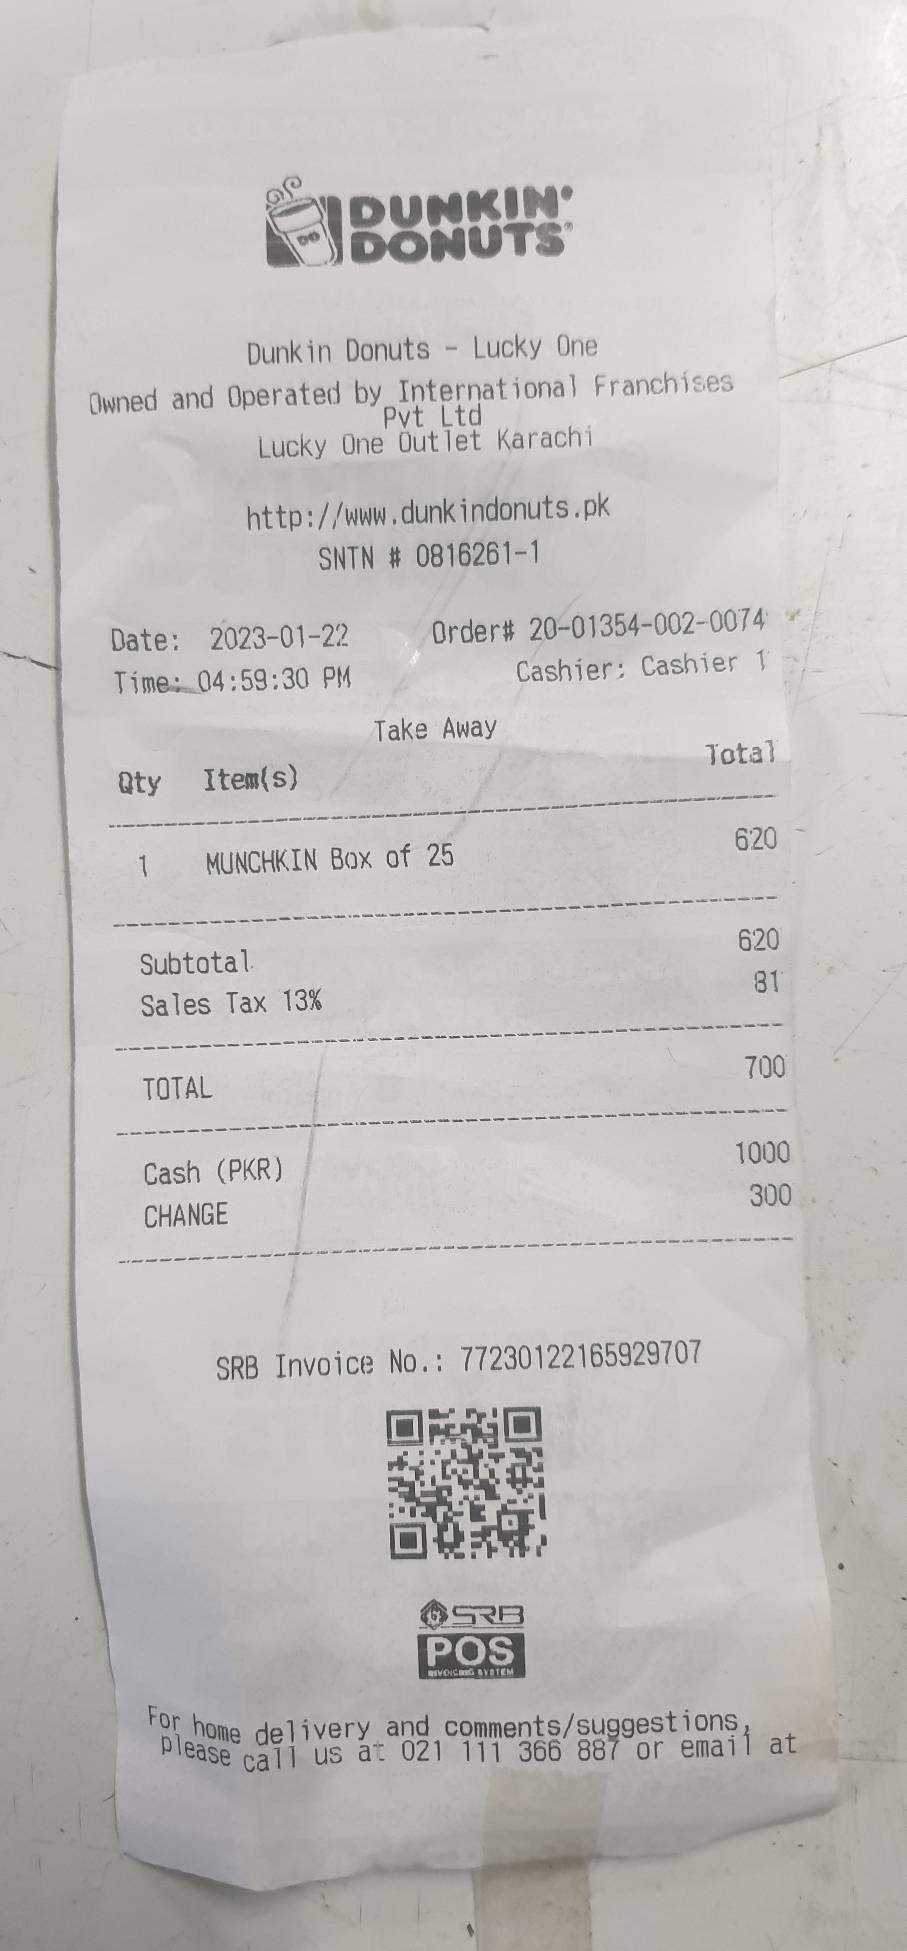 DUNKIN'
DONUTS®
DD
Dunkin Donuts - Lucky One
Owned and Operated by International Franchises
Pvt Ltd
Lucky One Outlet Karachi
http://www.dunkindonuts.pk
SNTN # 0816261-1
Date: 2023-01-22 Order# 20-01354-002-0074
Time: 04:59:30 PM Cashier: Cashier 1
Take Away
Qty Item(s) Total
1 MUNCHKIN Box of 25 620
Subtotal 620
Sales Tax 13% 81
TOTAL 700
Cash (PKR) 1000
CHANGE 300
SRB Invoice No.: 77230122165929707
SRB
POS
INVOICING SYSTEM
For home delivery and comments/suggestions,
please call us at 021 111 366 887 or email at